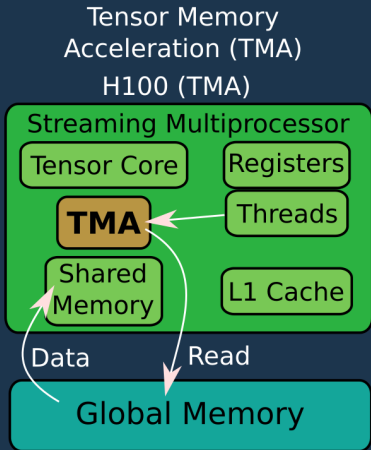 Tensor Memory
Acceleration (TMA)
H100 (TMA)
Streaming Multiprocessor
Tensor Core
Registers
TMA
Threads
Shared
Memory
L1 Cache
Data
Read
Global Memory